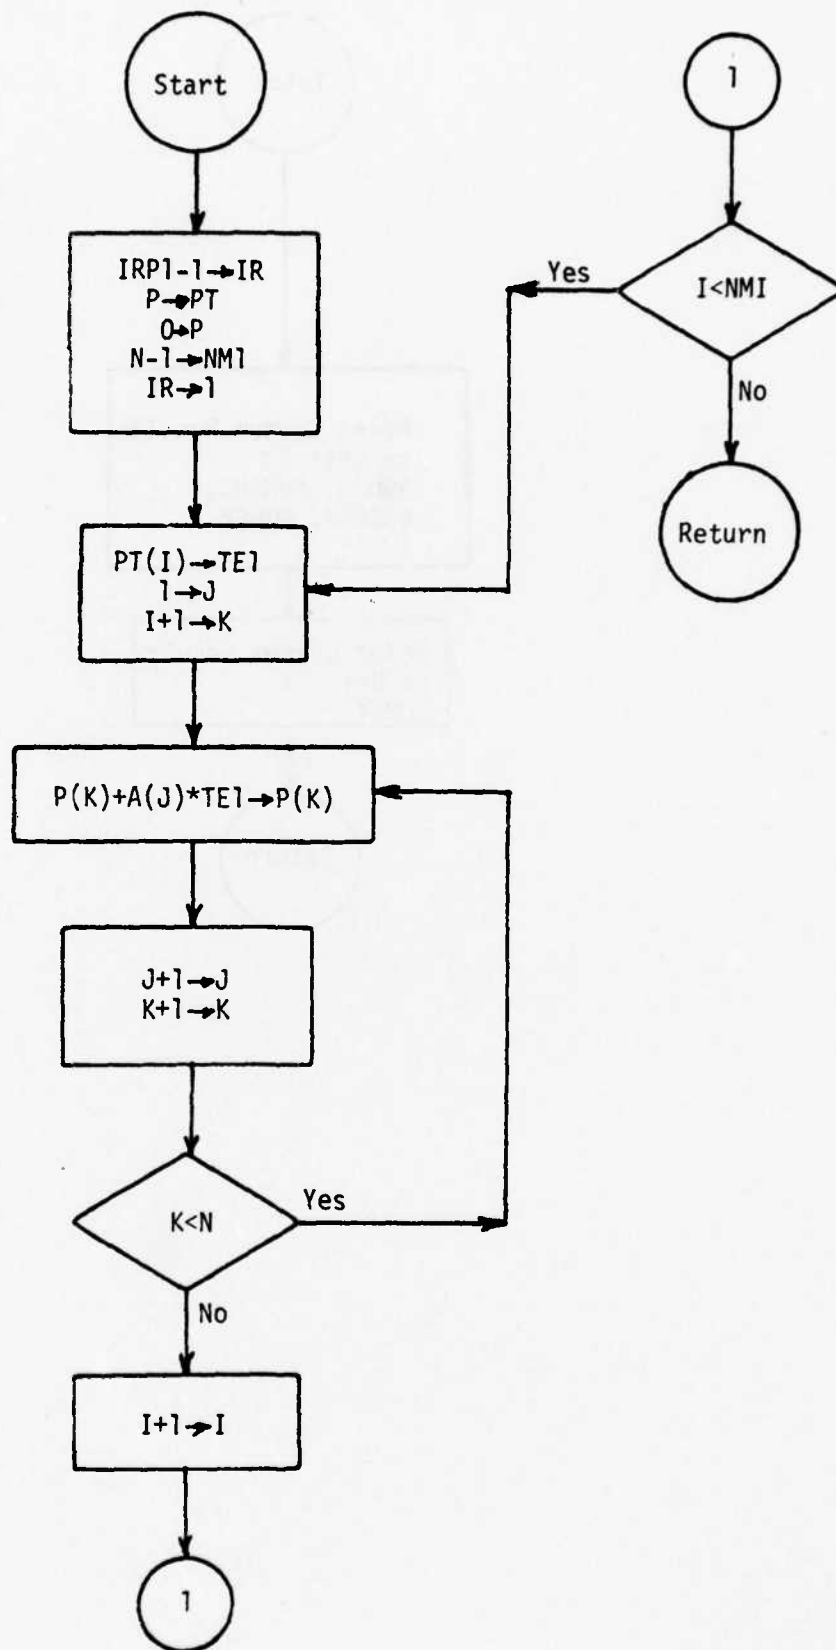 Start
IRP1-1→IR
P→PT
0→P
N-1→NM1
IR→1
PT(I)→TE1
1→J
I+1→K
P(K)+A(J)*TE1→P(K)
J+1→J
K+1→K
K<N
Yes
No
I+1→I
1
1
I<NMI
Yes
No
Return